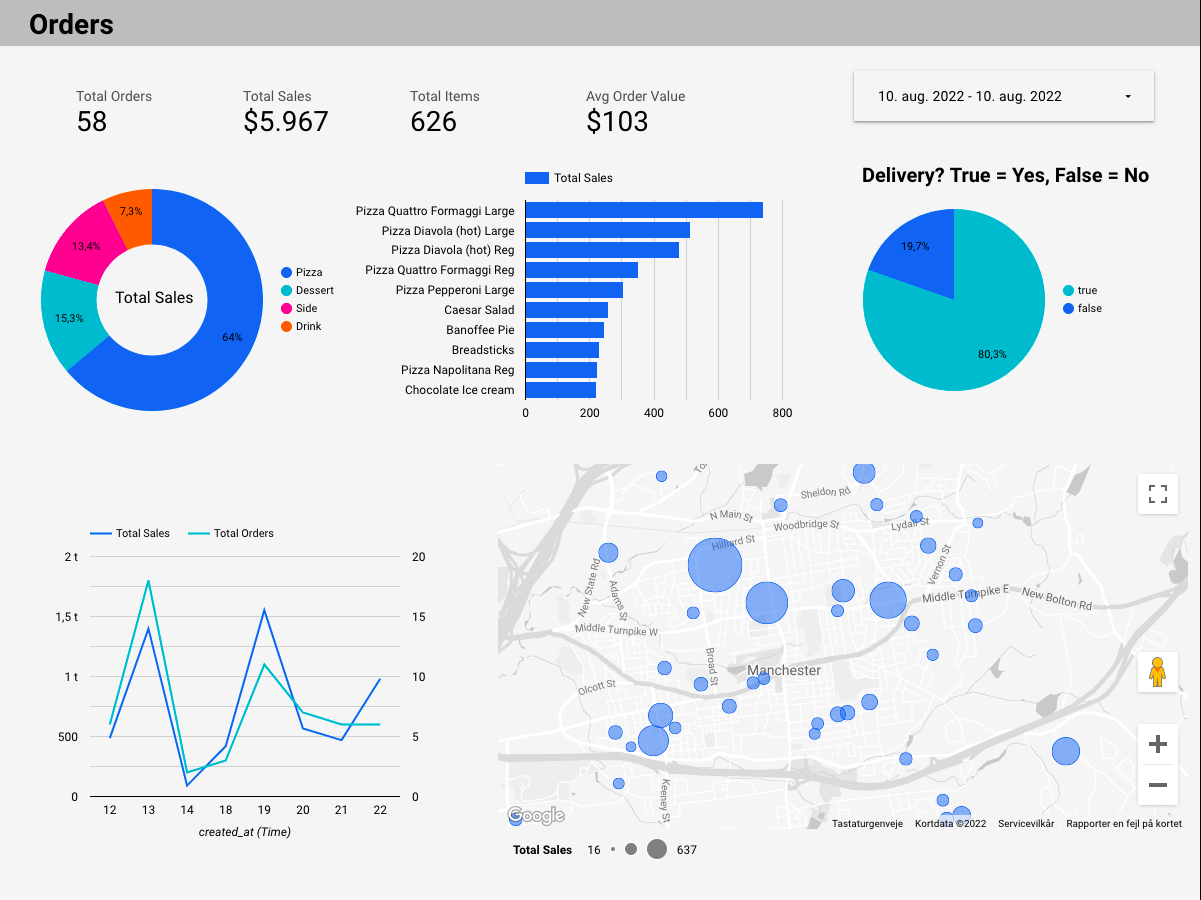 Orders
Total Orders
58
Total Sales
$5.967
Total Items
626
Avg Order Value
$103
10. aug. 2022 - 10. aug. 2022
7,3%
13,4%
15,3%
64%
Total Sales
Pizza
Dessert
Side
Drink
Total Sales
Pizza Quattro Formaggi Large
Pizza Diavola (hot) Large
Pizza Diavola (hot) Reg
Pizza Quattro Formaggi Reg
Pizza Pepperoni Large
Caesar Salad
Banoffee Pie
Breadsticks
Pizza Napolitana Reg
Chocolate Ice cream
0 200 400 600 800
Delivery? True = Yes, False = No
19,7%
80,3%
true
false
Total Sales Total Orders
2 t 20
1,5 t 15
1 t 10
500 5
0 0
12 13 14 18 19 20 21 22
created_at (Time)
Sheldon Rd
N Main St
Woodbridge St
Lydall St
Hilliard St
Vernon St
New State Rd
Adams St
Middle Turnpike E
New Bolton Rd
Middle Turnpike W
Broad St
Manchester
Olcott St
Keeney St
Google
Tastaturgenveje Kortdata ©2022 Servicevilkår Rapporter en fejl på kortet
Total Sales 16 637